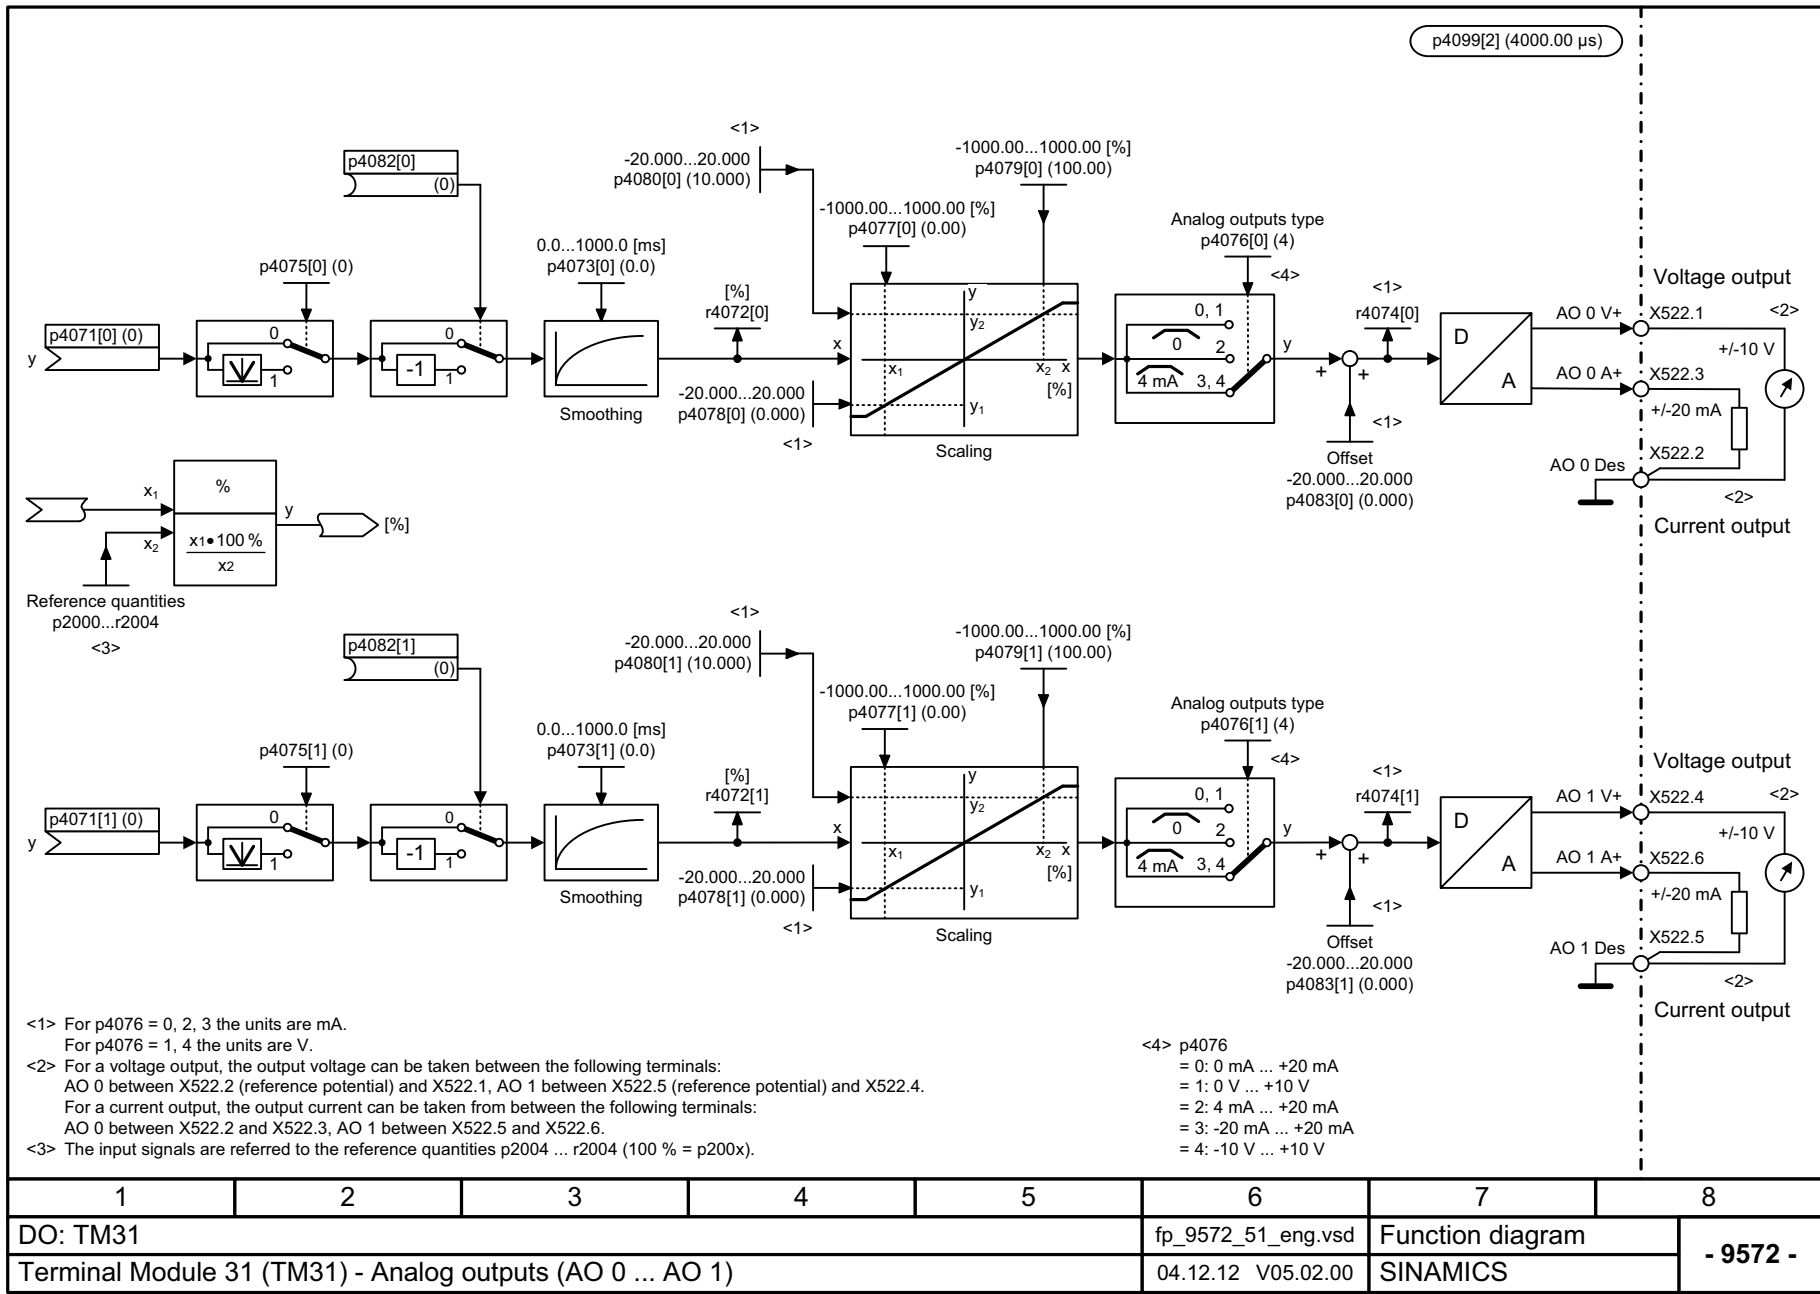 p4099[2] (4000.00 µs)
<1>
-20.000...20.000
p4080[0] (10.000)
-1000.00...1000.00 [%]
p4079[0] (100.00)
p4082[0]
(0)
-1000.00...1000.00 [%]
p4077[0] (0.00)
Analog outputs type
p4076[0] (4)
<4>
p4075[0] (0)
0.0...1000.0 [ms]
p4073[0] (0.0)
[%]
r4072[0]
<1>
r4074[0]
Voltage output
y
p4071[0] (0)
0
1
0
-1
1
Smoothing
x
y
y2
x1
x2
x
[%]
y1
Scaling
-20.000...20.000
p4078[0] (0.000)
<1>
0, 1
0
2
4 mA
3, 4
y
+
+
<1>
Offset
-20.000...20.000
p4083[0] (0.000)
D
A
AO 0 V+
X522.1
<2>
+/-10 V
AO 0 A+
X522.3
+/-20 mA
X522.2
AO 0 Des
<2>
Current output
x1
x2
%
x1•100 %
x2
y
[%]
Reference quantities
p2000...r2004
<3>
<1>
-20.000...20.000
p4080[1] (10.000)
-1000.00...1000.00 [%]
p4079[1] (100.00)
p4082[1]
(0)
-1000.00...1000.00 [%]
p4077[1] (0.00)
Analog outputs type
p4076[1] (4)
<4>
p4075[1] (0)
0.0...1000.0 [ms]
p4073[1] (0.0)
[%]
r4072[1]
<1>
r4074[1]
Voltage output
y
p4071[1] (0)
0
1
0
-1
1
Smoothing
x
y
y2
x1
x2
x
[%]
y1
Scaling
-20.000...20.000
p4078[1] (0.000)
<1>
0, 1
0
2
4 mA
3, 4
y
+
+
<1>
Offset
-20.000...20.000
p4083[1] (0.000)
D
A
AO 1 V+
X522.4
<2>
+/-10 V
AO 1 A+
X522.6
+/-20 mA
X522.5
AO 1 Des
<2>
Current output
<1> For p4076 = 0, 2, 3 the units are mA.
For p4076 = 1, 4 the units are V.
<2> For a voltage output, the output voltage can be taken between the following terminals:
AO 0 between X522.2 (reference potential) and X522.1, AO 1 between X522.5 (reference potential) and X522.4.
For a current output, the output current can be taken from between the following terminals:
AO 0 between X522.2 and X522.3, AO 1 between X522.5 and X522.6.
<3> The input signals are referred to the reference quantities p2004 ... r2004 (100 % = p200x).
<4> p4076
= 0: 0 mA ... +20 mA
= 1: 0 V ... +10 V
= 2: 4 mA ... +20 mA
= 3: -20 mA ... +20 mA
= 4: -10 V ... +10 V
1 2 3 4 5 6 7 8
DO: TM31
fp_9572_51_eng.vsd
Function diagram
- 9572 -
Terminal Module 31 (TM31) - Analog outputs (AO 0 ... AO 1)
04.12.12 V05.02.00
SINAMICS